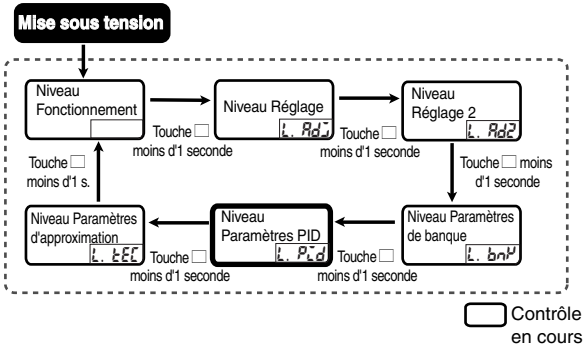 Mise sous tension
Niveau
Fonctionnement
Touche
moins d'1 seconde
Niveau Réglage
L. Adj
Touche
moins d'1 seconde
Niveau
Réglage 2
L. Ad2
Touche moins
d'1 seconde
Niveau Paramètres
de banque
L. bnk
Touche
moins d'1 seconde
Niveau
Paramètres PID
L. Pid
Touche
moins d'1 seconde
Niveau Paramètres
d'approximation
L. tEC
Touche
moins d'1 s.
Contrôle
en cours